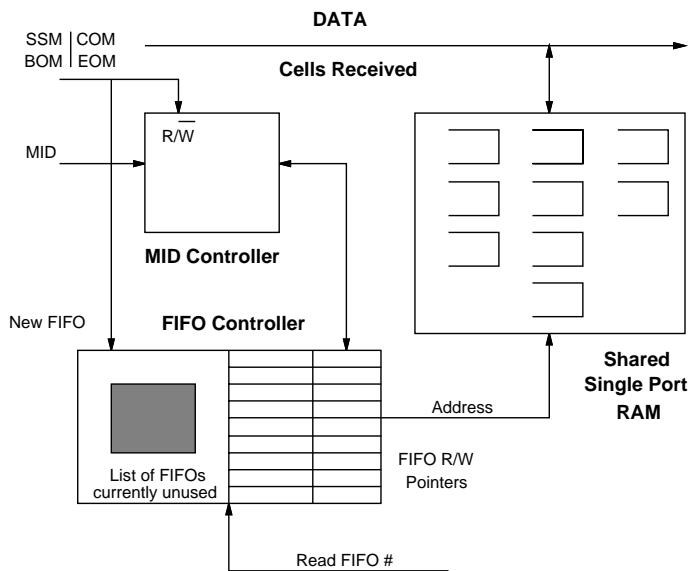 DATA
SSM COM
BOM EOM
Cells Received
R/W
MID
MID Controller
New FIFO
FIFO Controller
Shared
Single Port
RAM
Address
List of FIFOs
currently unused
FIFO R/W
Pointers
Read FIFO #